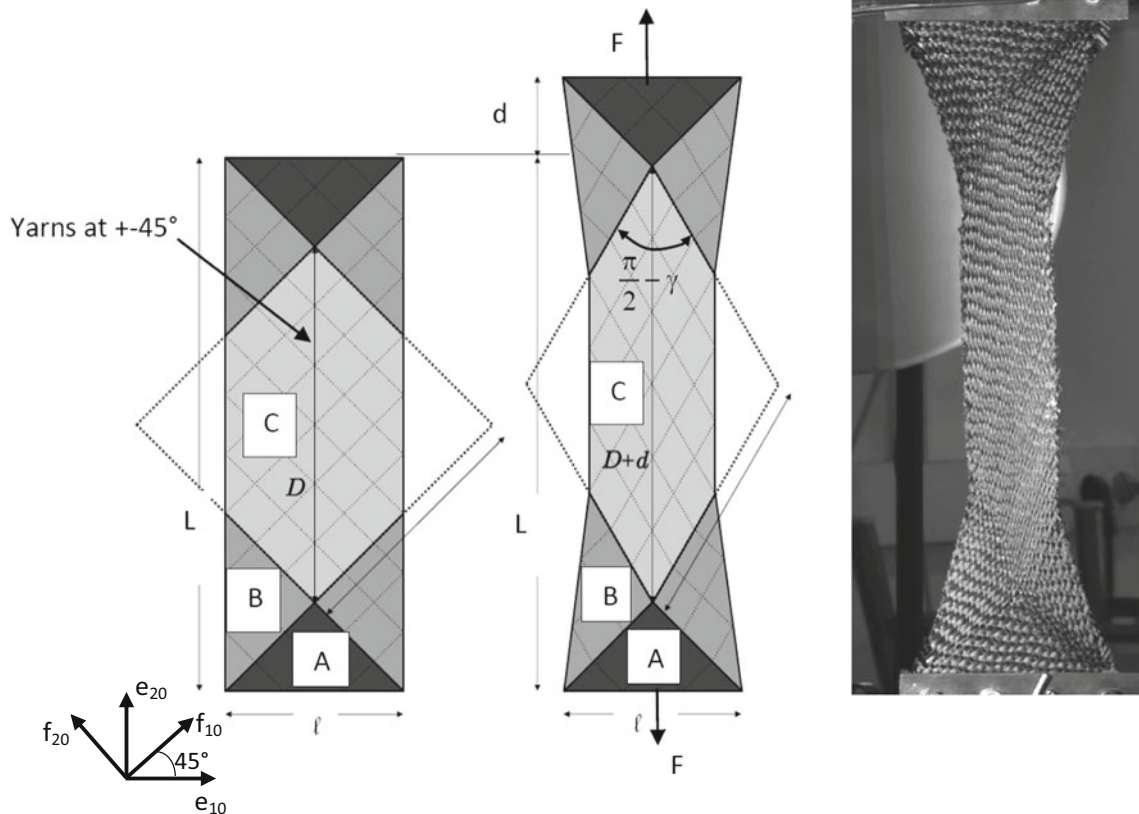 F
d
Yarns at +-45°
π/2 − γ
C
C
D
D+d
L
L
B
B
A
A
ℓ
ℓ
F
e20
f20
f10
45°
e10